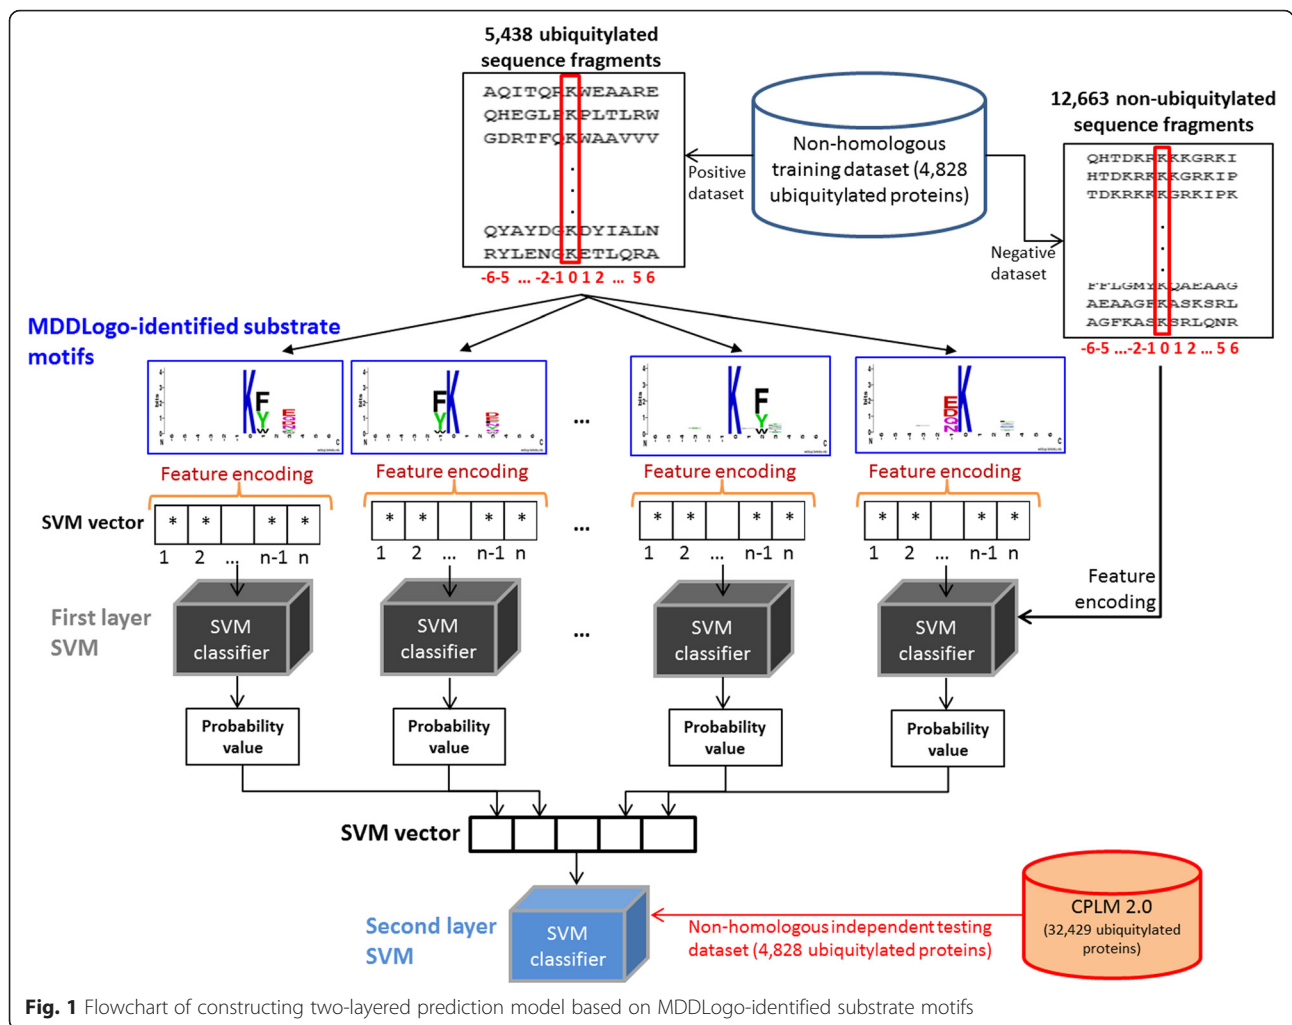 5,438 ubiquitylated
sequence fragments
AQITQRKWEAARE
QHEGLPKPLTLRW
GDRTFQKWAAVVV
QYAYDGKDYIALN
RYLENGKETLQRA
-6-5 ... -2-1 0 1 2 ... 5 6
Non-homologous
training dataset (4,828
ubiquitylated proteins)
Positive
dataset
Negative
dataset
12,663 non-ubiquitylated
sequence fragments
QHTDKRKKKGRKI
HTDKRKKKGRKIP
TDKRKKKGRKIPK
FFLGMYKQAEAAG
AEAAGFKASKSRL
AGFKASKSRLQNR
-6-5 ...-2-1 0 1 2 ... 5 6
MDDLogo-identified substrate
motifs
...
Feature encoding
Feature encoding
Feature encoding
Feature encoding
SVM vector
* * * *
* * * *
...
* * * *
* * * *
1 2 ... n-1 n
1 2 ... n-1 n
1 2 ... n-1 n
1 2 ... n-1 n
Feature
encoding
First layer
SVM
SVM
classifier
SVM
classifier
...
SVM
classifier
SVM
classifier
Probability
value
Probability
value
Probability
value
Probability
value
SVM vector
Second layer
SVM
SVM
classifier
Non-homologous independent testing
dataset (4,828 ubiquitylated proteins)
CPLM 2.0
(32,429 ubiquitylated
proteins)
Fig. 1 Flowchart of constructing two-layered prediction model based on MDDLogo-identified substrate motifs